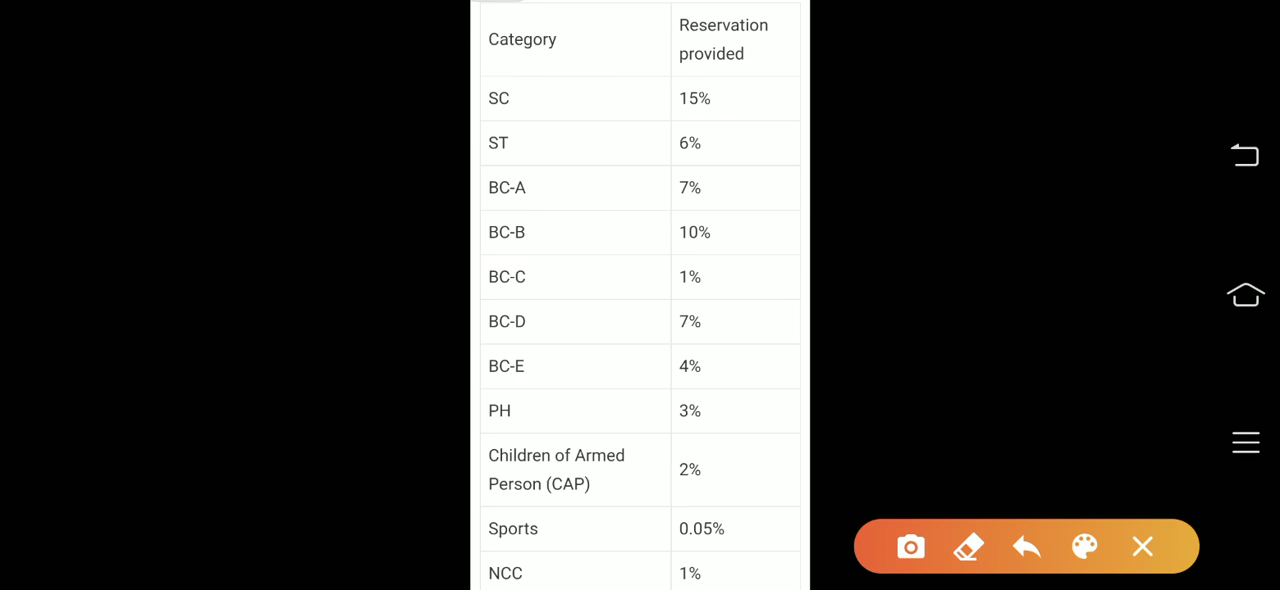 Category
Reservation
provided
SC 15%
ST 6%
BC-A 7%
BC-B 10%
BC-C 1%
BC-D 7%
BC-E 4%
PH 3%
Children of Armed
Person (CAP) 2%
Sports 0.05%
NCC 1%